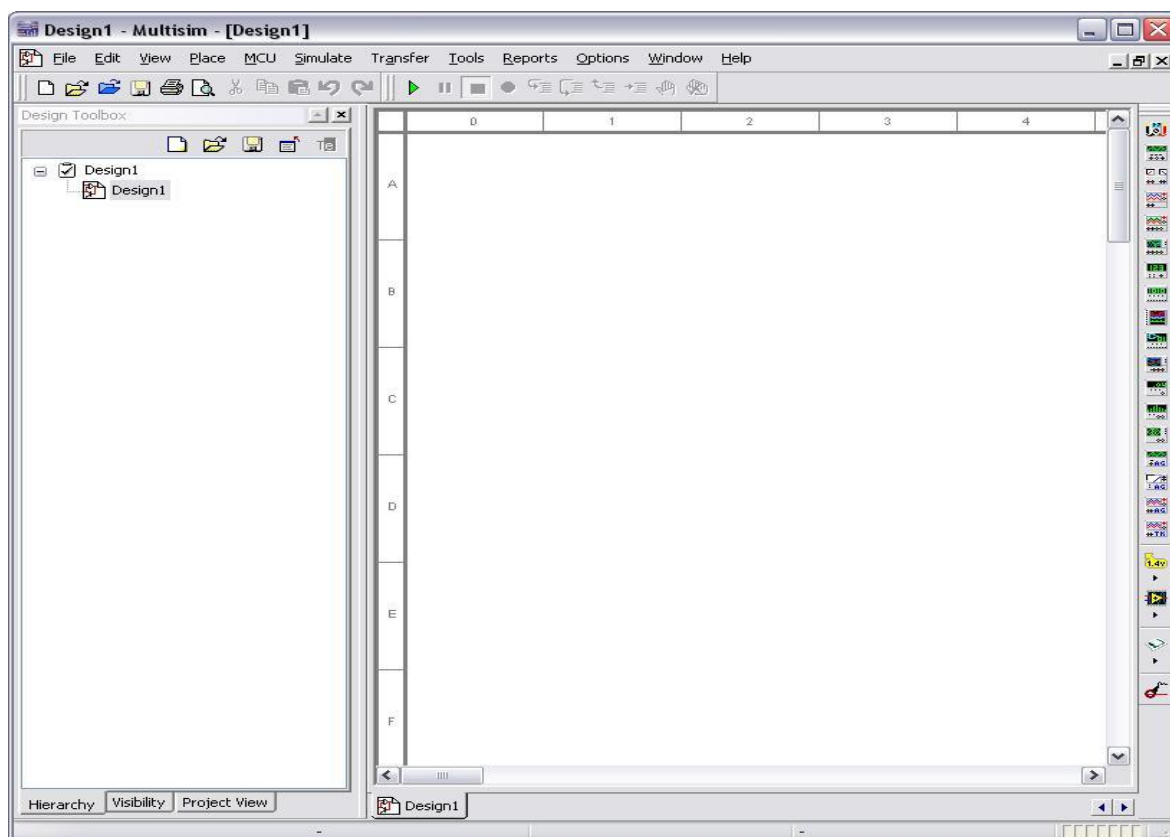 Design1 - Multisim - [Design1]
File Edit View Place MCU Simulate Transfer Tools Reports Options Window Help
Design Toolbox
Design1
Design1
0 1 2 3 4
A
B
C
D
E
F
1.4v
Hierarchy Visibility Project View
Design1